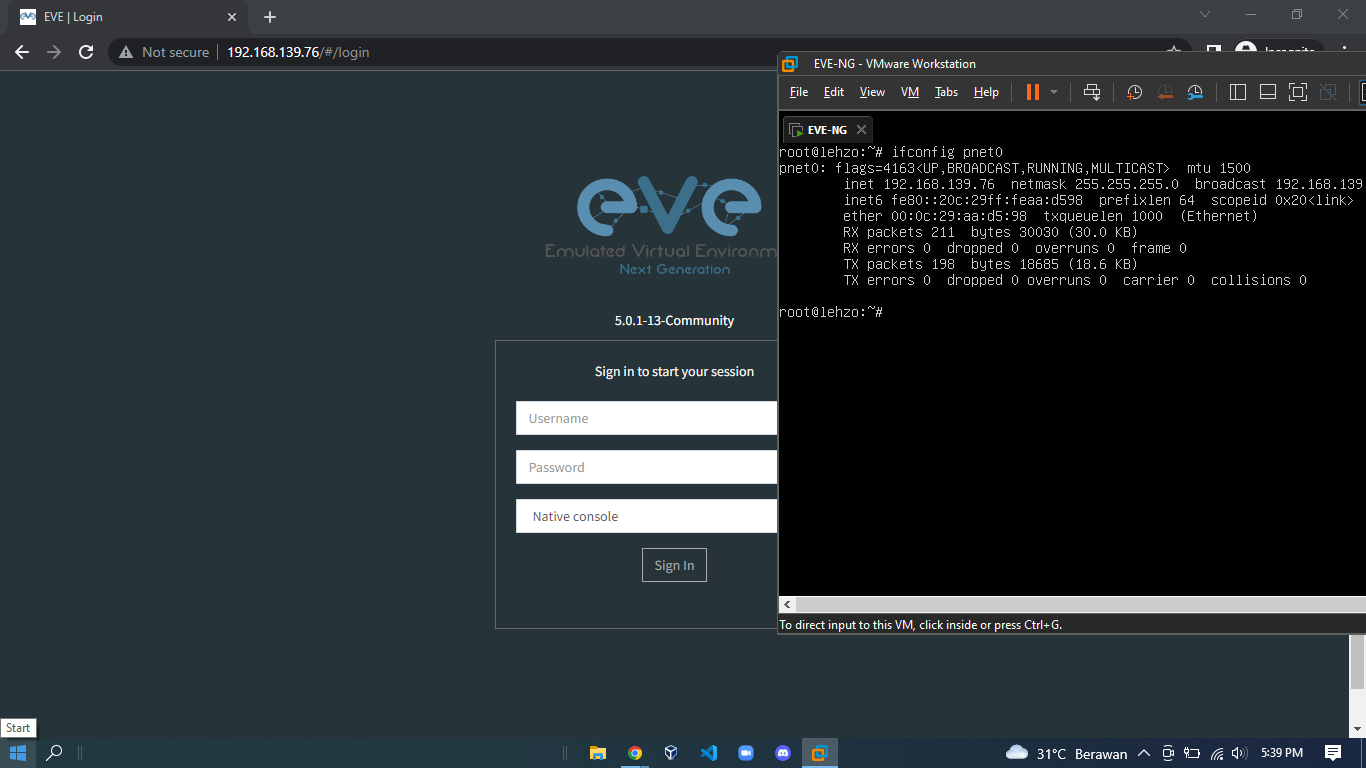 EVE | Login
Not secure
192.168.139.76/#/login
EVE-NG - VMware Workstation
File Edit View VM Tabs Help
EVE-NG
root@lehzo:~# ifconfig pnet0
pnet0: flags=4163<UP,BROADCAST,RUNNING,MULTICAST>  mtu 1500
inet 192.168.139.76  netmask 255.255.255.0  broadcast 192.168.139
inet6 fe80::20c:29ff:feaa:d598  prefixlen 64  scopeid 0x20<link>
ether 00:0c:29:aa:d5:98  txqueuelen 1000  (Ethernet)
RX packets 211  bytes 30030 (30.0 KB)
RX errors 0  dropped 0  overruns 0  frame 0
TX packets 198  bytes 18685 (18.6 KB)
TX errors 0  dropped 0 overruns 0  carrier 0  collisions 0
root@lehzo:~#
To direct input to this VM, click inside or press Ctrl+G.
eve
Emulated Virtual Environm
Next Generation
5.0.1-13-Community
Sign in to start your session
Username
Password
Native console
Sign In
Start
31°C Berawan
5:39 PM